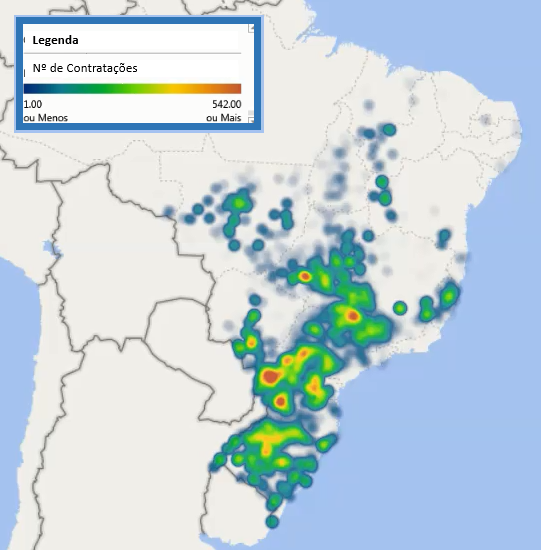 Legenda
Nº de Contratações
1.00 542.00
ou Menos ou Mais